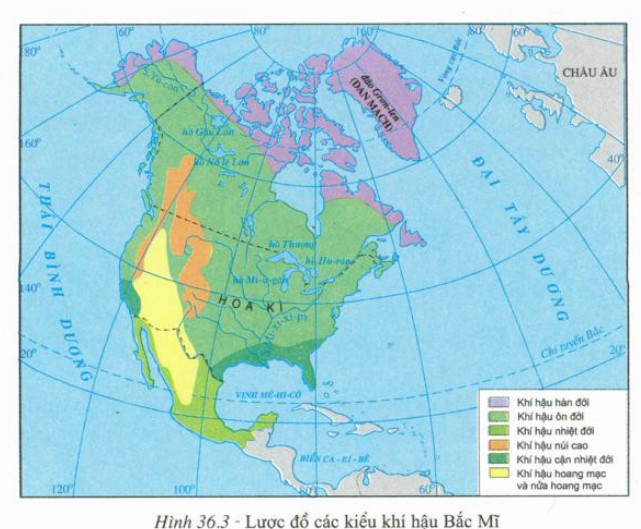 180°
60°
80°
80°
60°
80°
60°
160°
40°
140°
20°
20°
120°
100°
80°
60°
Vòng cực Bắc
CHÂU ÂU
đảo Grơn-len
(ĐAN MẠCH)
hồ Gấu Lớn
hồ Nô lệ Lớn
THÁI BÌNH DƯƠNG
ĐẠI TÂY DƯƠNG
hồ Thượng
hồ Hu-rôn
hồ Mi-si-gân
HOA KÌ
Chí tuyến Bắc
VỊNH MÊ-HI-CÔ
BIỂN CA-RI-BÊ
Khí hậu hàn đới
Khí hậu ôn đới
Khí hậu nhiệt đới
Khí hậu núi cao
Khí hậu cận nhiệt đới
Khí hậu hoang mạc
và nửa hoang mạc
Hình 36.3 - Lược đồ các kiểu khí hậu Bắc Mĩ